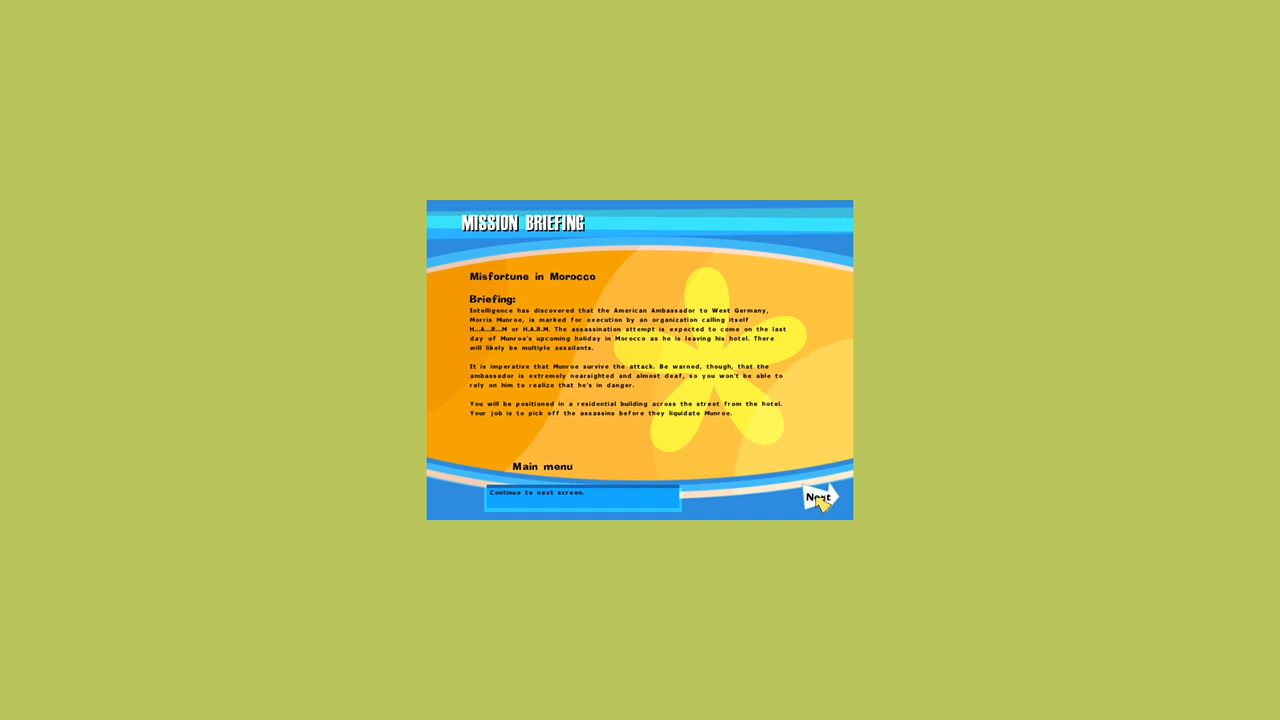 MISSION BRIEFING
Misfortune in Morocco
Briefing:
Intelligence has discovered that the American Ambassador to West Germany,
Morris Munroe, is marked for execution by an organization calling itself
H...A...R...M or H.A.R.M. The assassination attempt is expected to come on the last
day of Munroe's upcoming holiday in Morocco as he is leaving his hotel. There
will likely be multiple assailants.
It is imperative that Munroe survive the attack. Be warned, though, that the
ambassador is extremely nearsighted and almost deaf, so you won't be able to
rely on him to realize that he's in danger.
You will be positioned in a residential building across the street from the hotel.
Your job is to pick off the assassins before they liquidate Munroe.
Main menu
Continue to next screen.
Next